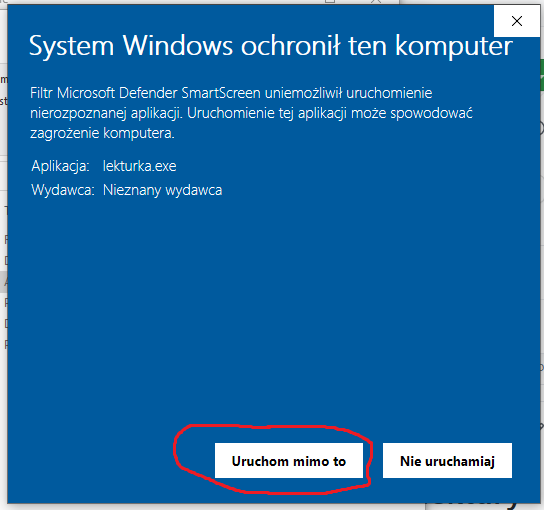 System Windows ochronił ten komputer
Filtr Microsoft Defender SmartScreen uniemożliwił uruchomienie
nierozpoznanej aplikacji. Uruchomienie tej aplikacji może spowodować
zagrożenie komputera.
Aplikacja: lekturka.exe
Wydawca: Nieznany wydawca
Uruchom mimo to
Nie uruchamiaj